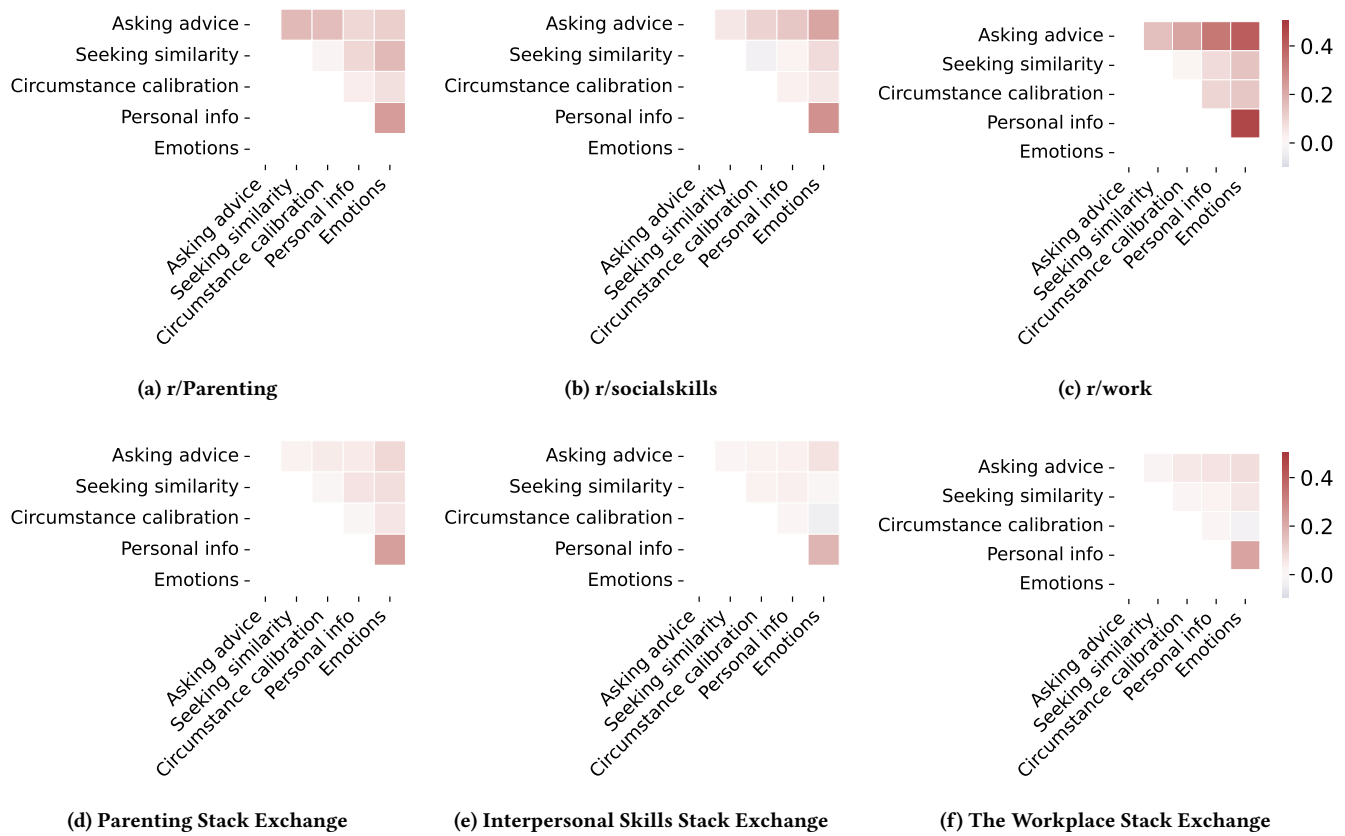 Asking advice
Seeking similarity
Circumstance calibration
Personal info
Emotions
Asking advice
Seeking similarity
Circumstance calibration
Personal info
Emotions
(a) r/Parenting
Asking advice
Seeking similarity
Circumstance calibration
Personal info
Emotions
Asking advice
Seeking similarity
Circumstance calibration
Personal info
Emotions
(b) r/socialskills
Asking advice
Seeking similarity
Circumstance calibration
Personal info
Emotions
Asking advice
Seeking similarity
Circumstance calibration
Personal info
Emotions
0.4
0.2
0.0
(c) r/work
Asking advice
Seeking similarity
Circumstance calibration
Personal info
Emotions
Asking advice
Seeking similarity
Circumstance calibration
Personal info
Emotions
(d) Parenting Stack Exchange
Asking advice
Seeking similarity
Circumstance calibration
Personal info
Emotions
Asking advice
Seeking similarity
Circumstance calibration
Personal info
Emotions
(e) Interpersonal Skills Stack Exchange
Asking advice
Seeking similarity
Circumstance calibration
Personal info
Emotions
Asking advice
Seeking similarity
Circumstance calibration
Personal info
Emotions
0.4
0.2
0.0
(f) The Workplace Stack Exchange